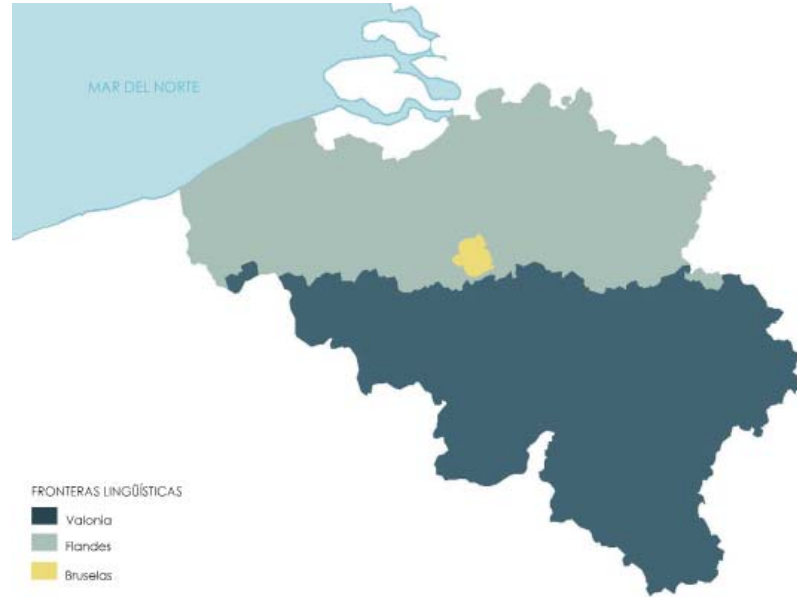 MAR DEL NORTE
FRONTERAS LINGÜÍSTICAS
Valonia
Flandes
Bruselas